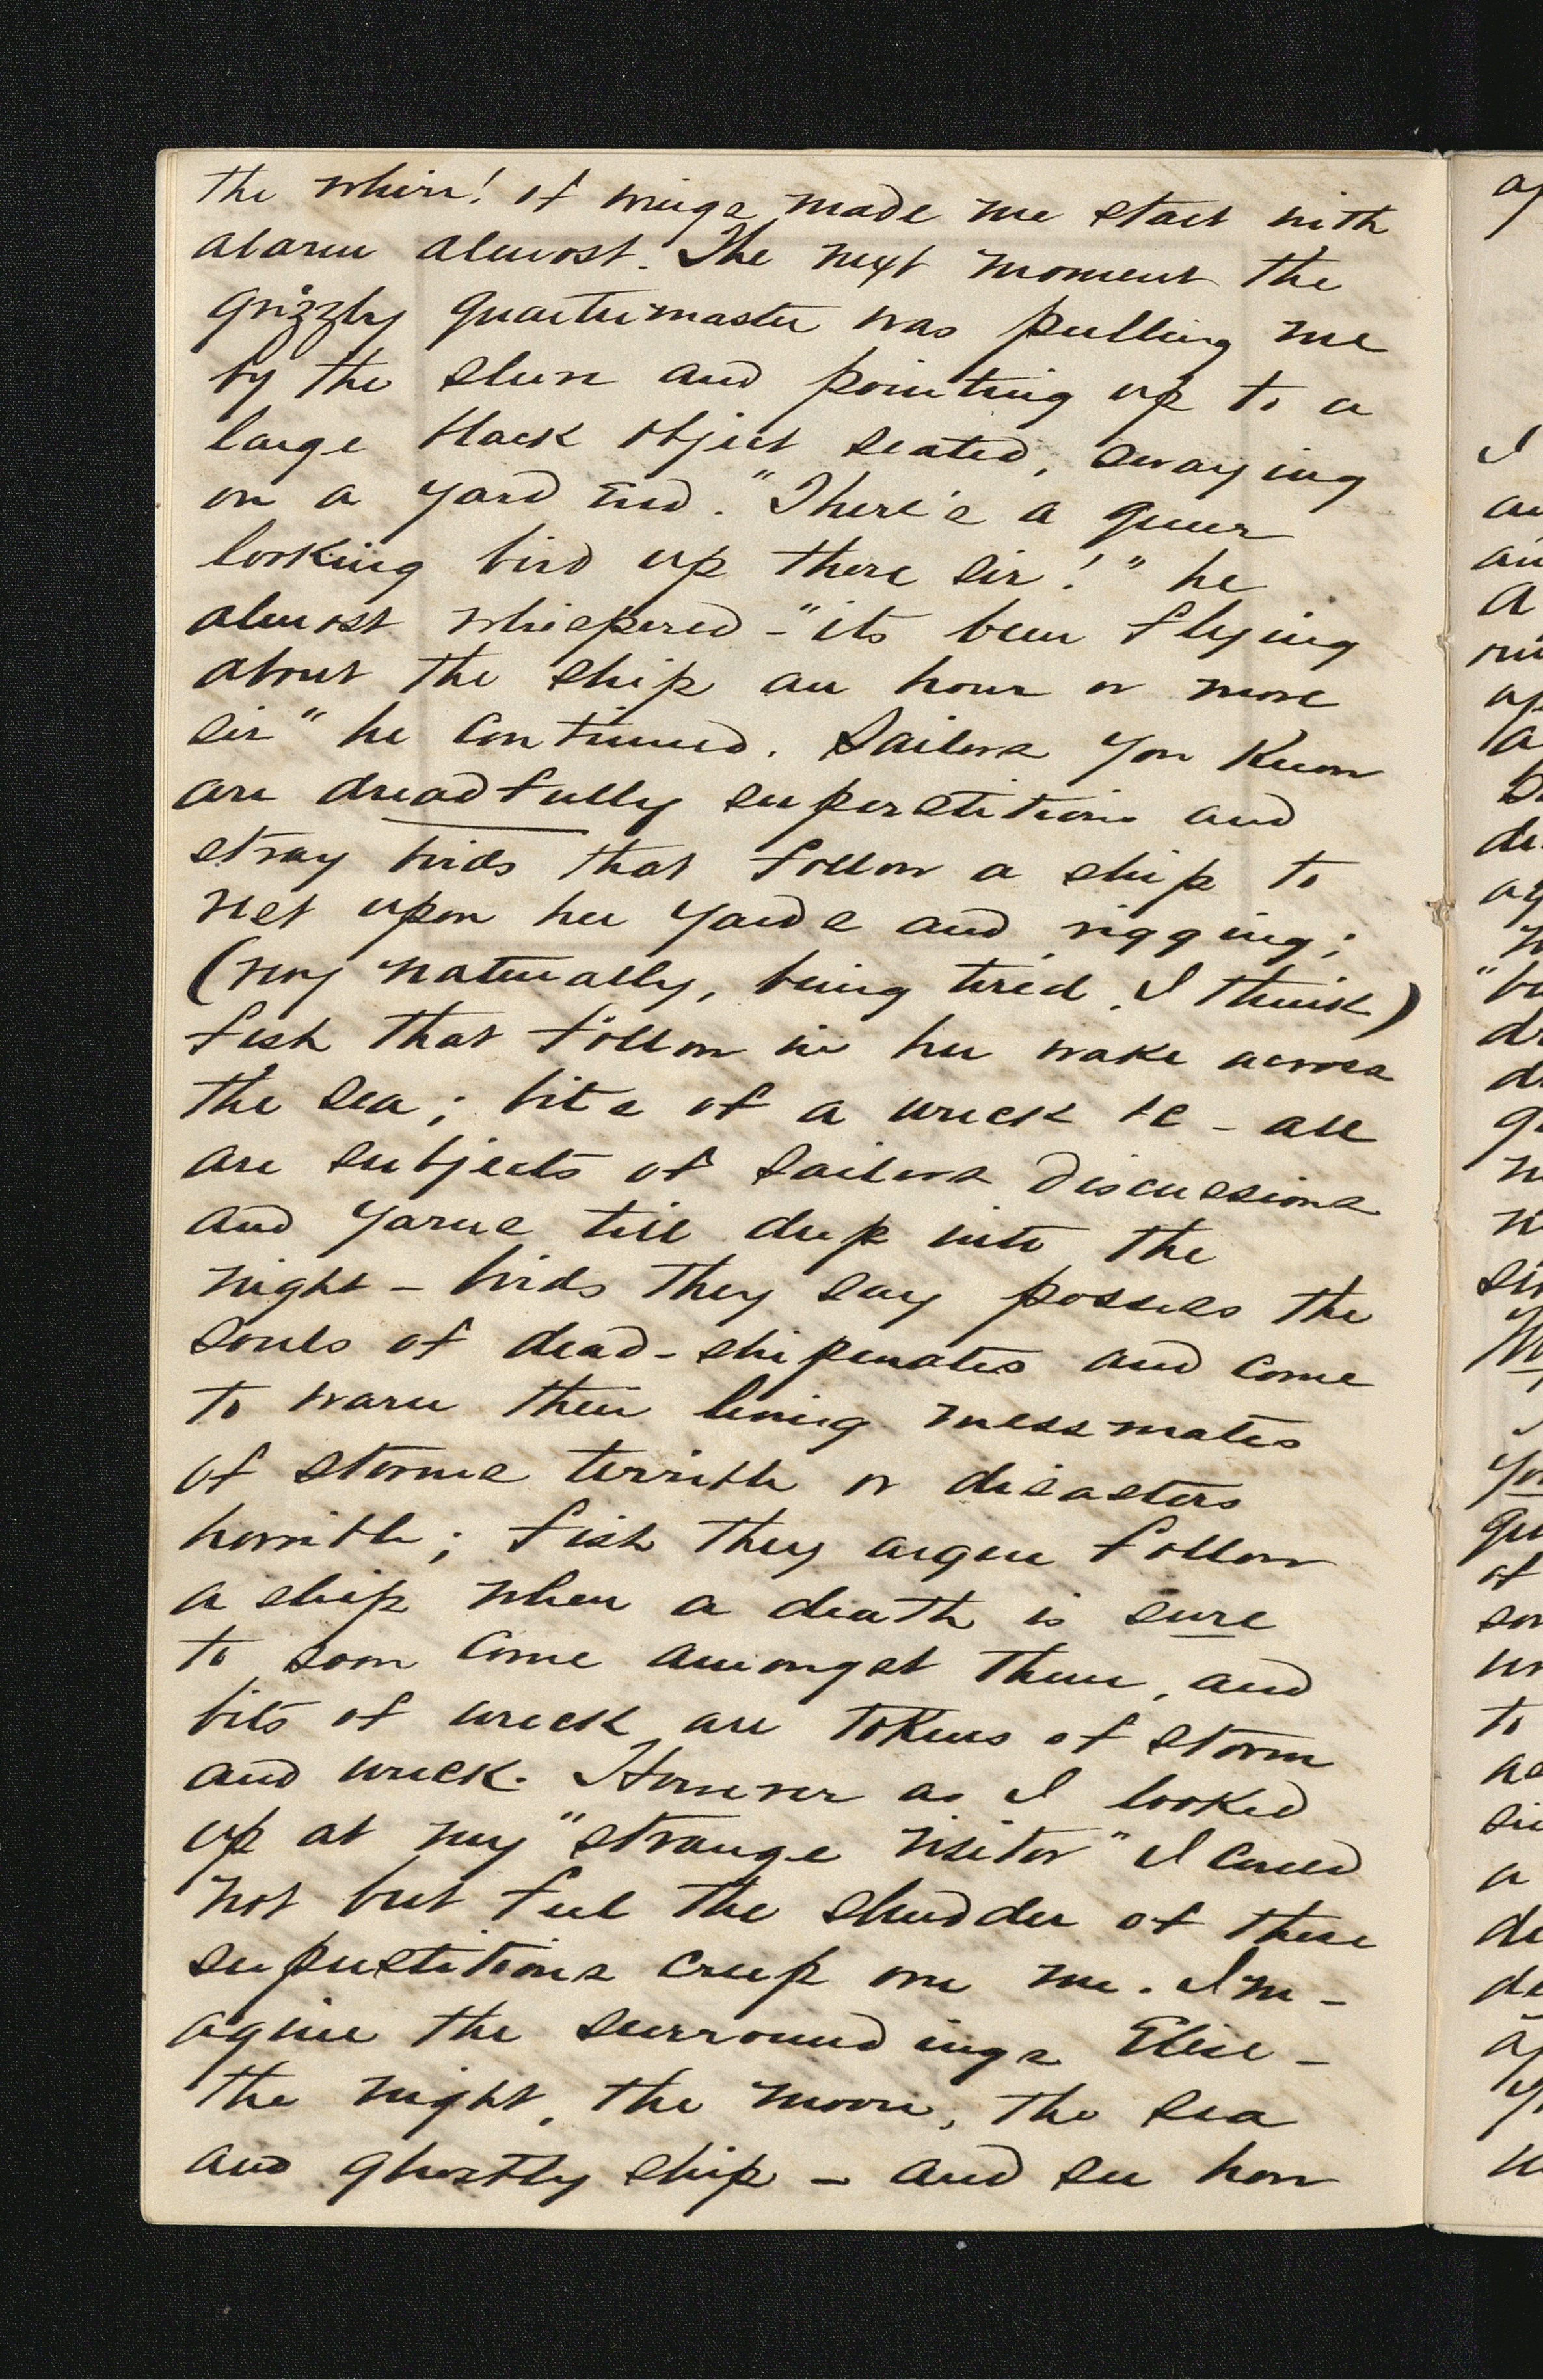 the whirr! of wings made me start with
alarm almost. The next moment the
grizzly quartermaster was pulling me
by the sleeve and pointing up to a
large black object seated, swaying
on a yard end. "There's a queer
looking bird up there sir!" he
almost whispered - "its been flying
about the ship an hour or more
sir" he continued. Sailors you know
are dreadfully superstitious and
stray birds that follow a ship to
rest upon her yards and rigging;
(very naturally, being tired, I think)
fish that follow in her wake across
the sea; bits of a wreck &c - all
are subjects of sailors discussions
and yarns till deep into the
night - birds they say possess the
souls of dead-shipmates and come
to warn their living messmates
of storms terrible or disasters
horrible; fish they argue follow
a ship when a death is sure
to soon come amongst them, and
bits of wreck are tokens of storm
and wreck. However as I looked
up at my "strange visitor" I could
not but feel the shudder of these
superstitions creep over me. Im-
agine the surroundings Elise -
the night, the moon, the sea
and ghostly ship - and see how